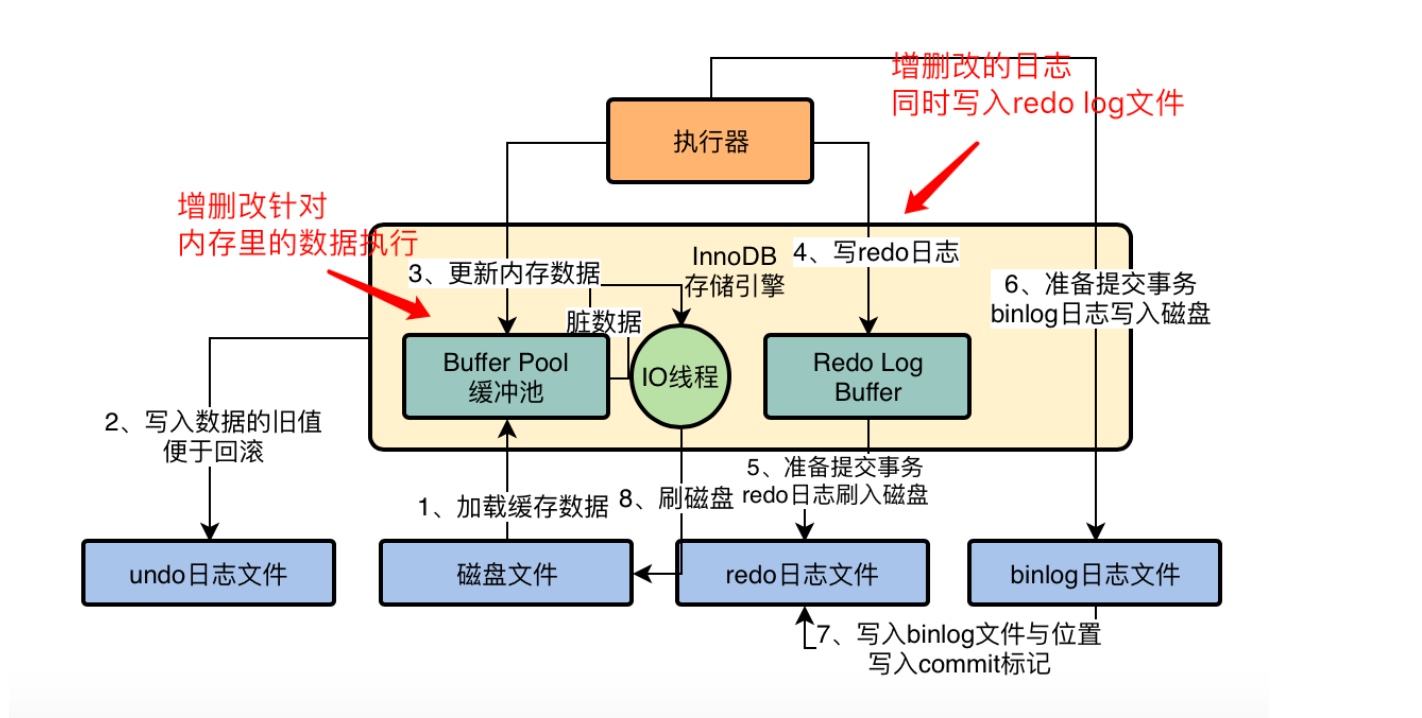 增删改的日志
同时写入redo log文件
执行器
增删改针对
内存里的数据执行
InnoDB
存储引擎
4、写redo日志
3、更新内存数据
6、准备提交事务
binlog日志写入磁盘
脏数据
Buffer Pool
缓冲池
IO线程
Redo Log
Buffer
2、写入数据的旧值
便于回滚
1、加载缓存数据
8、刷磁盘
5、准备提交事务
redo日志刷入磁盘
undo日志文件
磁盘文件
redo日志文件
binlog日志文件
7、写入binlog文件与位置
写入commit标记